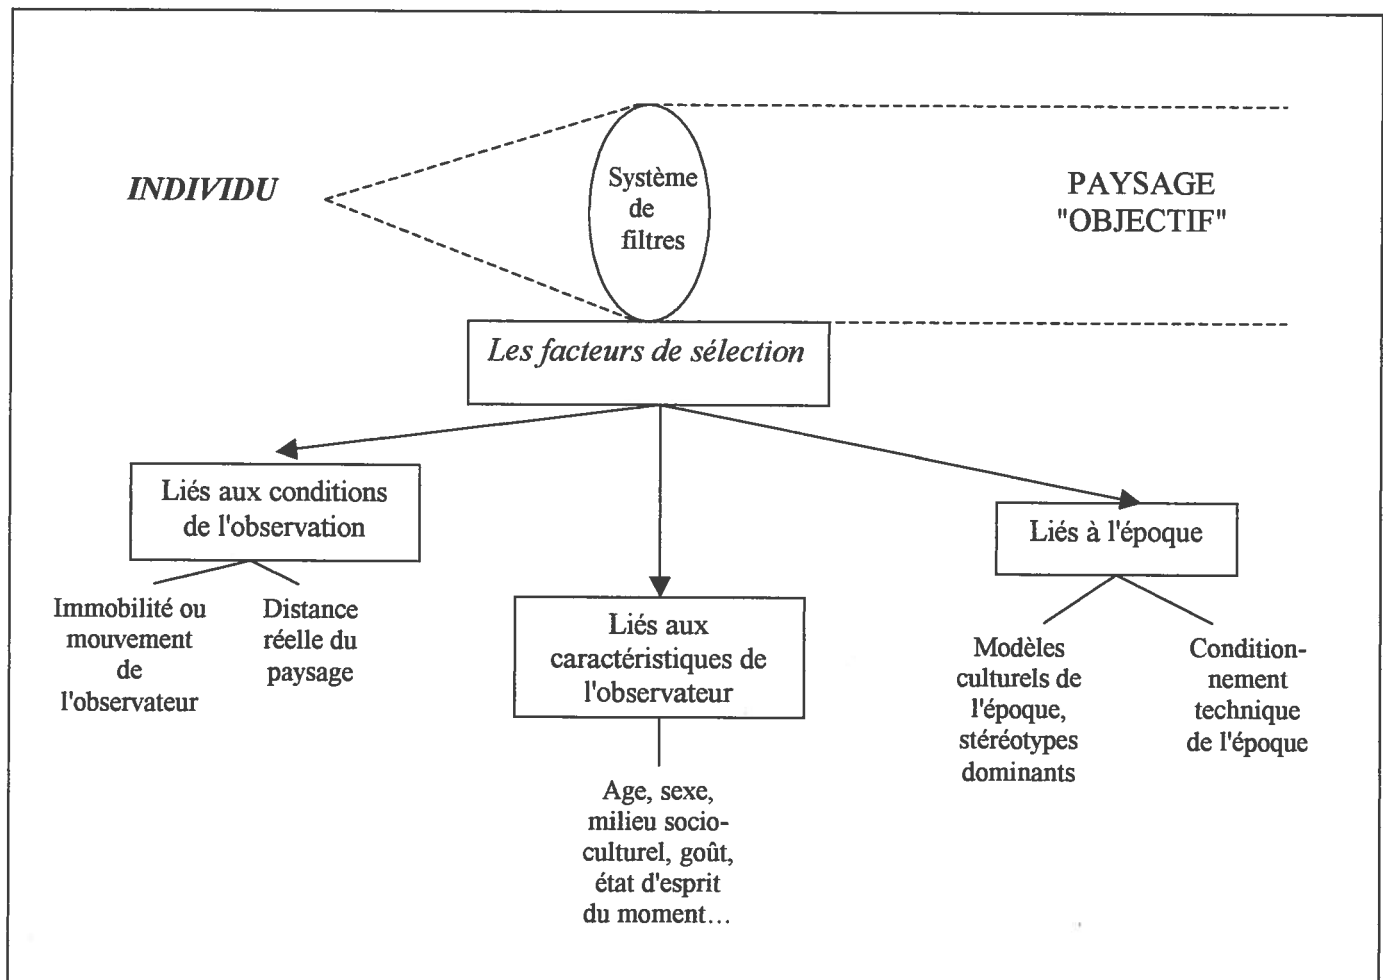 INDIVIDU
Système
de
filtres
PAYSAGE
"OBJECTIF"
Les facteurs de sélection
Liés aux conditions
de l'observation
Immobilité ou
mouvement
de
l'observateur
Distance
réelle du
paysage
Liés aux
caractéristiques de
l'observateur
Age, sexe,
milieu socio-
culturel, goût,
état d'esprit
du moment…
Liés à l'époque
Modèles
culturels de
l'époque,
stéréotypes
dominants
Condition-
nement
technique
de l'époque